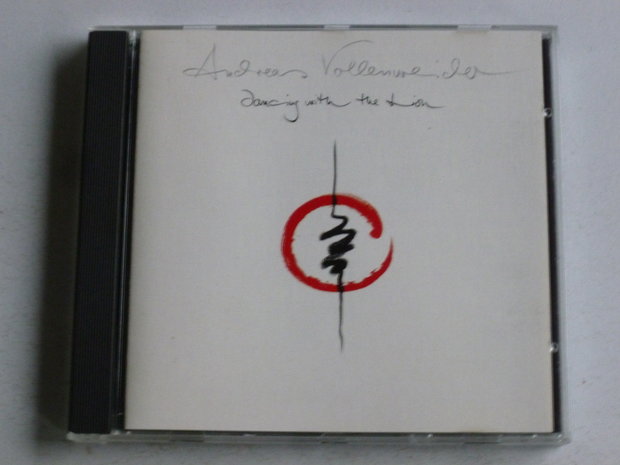 Andreas Vollenweider
dancing with the Lion